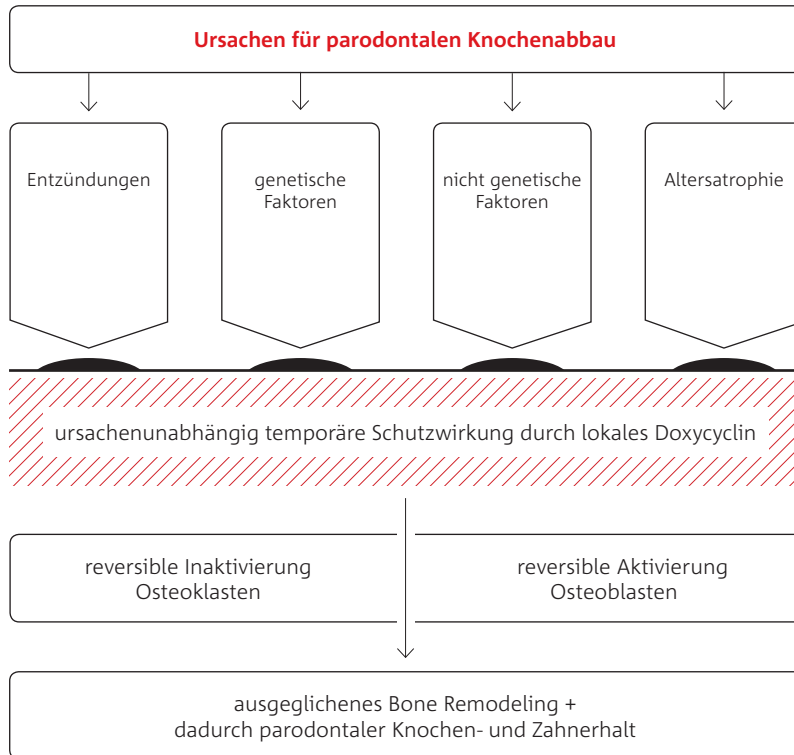 Ursachen für parodontalen Knochenabbau
Entzündungen
genetische
Faktoren
nicht genetische
Faktoren
Altersatrophie
ursachenunabhängig temporäre Schutzwirkung durch lokales Doxycyclin
reversible Inaktivierung
Osteoklasten
reversible Aktivierung
Osteoblasten
ausgeglichenes Bone Remodeling +
dadurch parodontaler Knochen- und Zahnerhalt